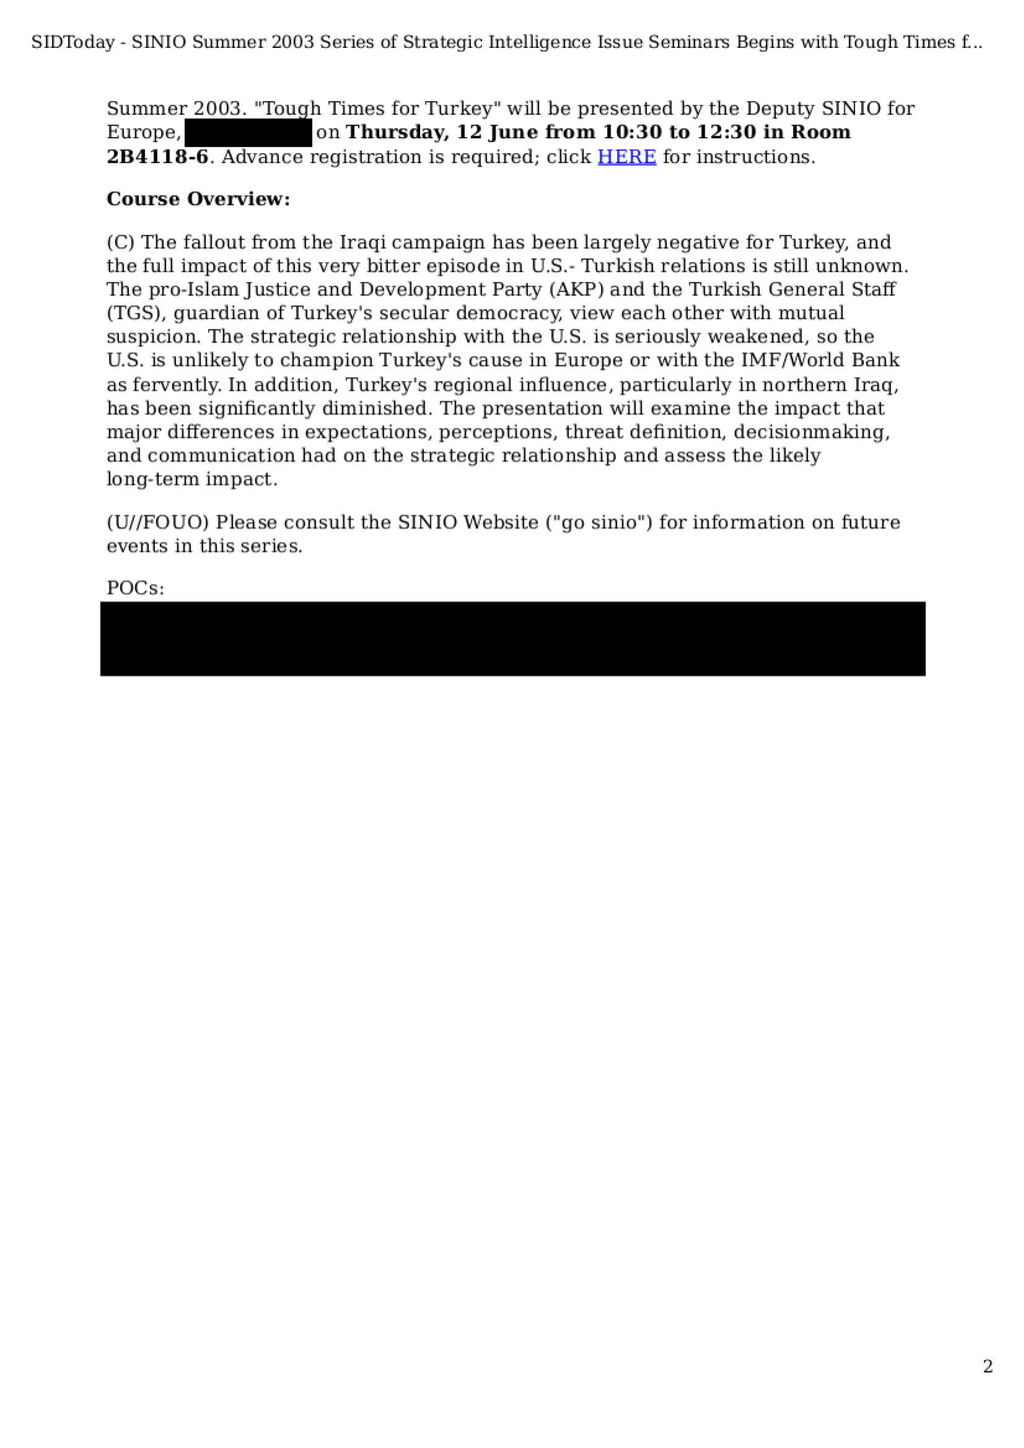 SIDToday - SINIO Summer 2003 Series of Strategic Intelligence Issue Seminars Begins with Tough Times f...
Summer 2003. "Tough Times for Turkey" will be presented by the Deputy SINIO for
Europe, on Thursday, 12 June from 10:30 to 12:30 in Room
2B4118-6. Advance registration is required; click HERE for instructions.
Course Overview:
(C) The fallout from the Iraqi campaign has been largely negative for Turkey, and
the full impact of this very bitter episode in U.S.- Turkish relations is still unknown.
The pro-Islam Justice and Development Party (AKP) and the Turkish General Staff
(TGS), guardian of Turkey's secular democracy, view each other with mutual
suspicion. The strategic relationship with the U.S. is seriously weakened, so the
U.S. is unlikely to champion Turkey's cause in Europe or with the IMF/World Bank
as fervently. In addition, Turkey's regional influence, particularly in northern Iraq,
has been significantly diminished. The presentation will examine the impact that
major differences in expectations, perceptions, threat definition, decisionmaking,
and communication had on the strategic relationship and assess the likely
long-term impact.
(U//FOUO) Please consult the SINIO Website ("go sinio") for information on future
events in this series.
POCs:
2